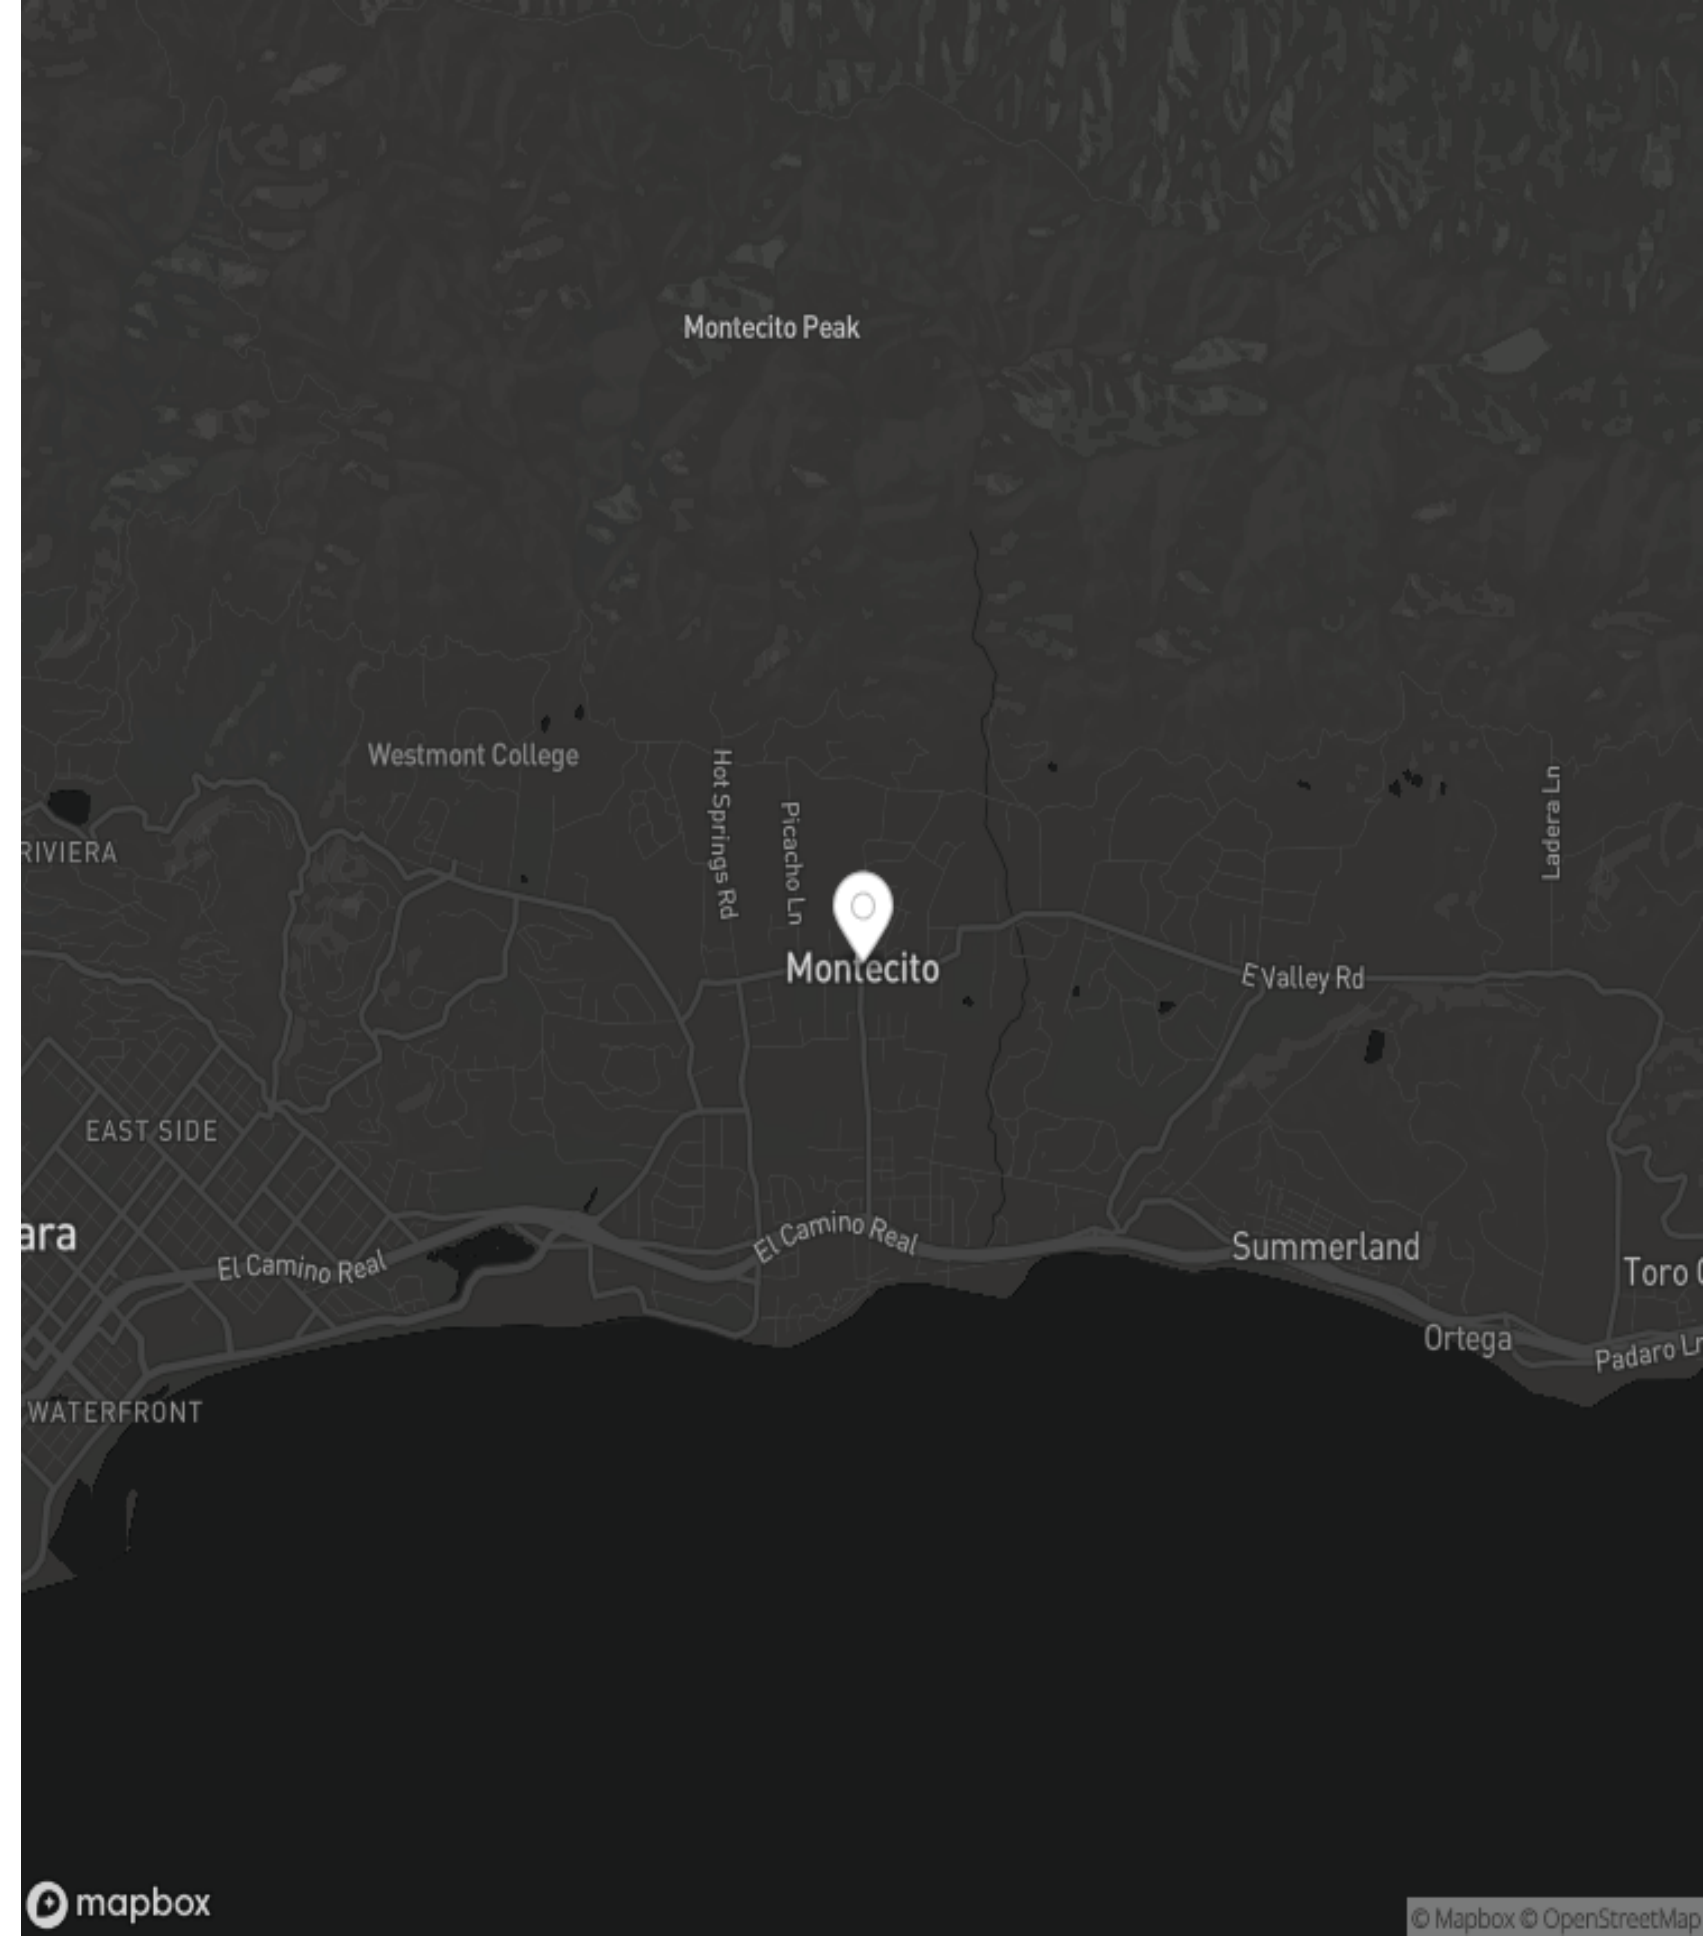 Montecito Peak
Westmont College
Hot Springs Rd
Picacho Ln
Ladera Ln
RIVIERA
Montecito
E Valley Rd
EAST SIDE
ara
El Camino Real
El Camino Real
Summerland
Toro
Ortega
Padaro Ln
WATERFRONT
mapbox
© Mapbox © OpenStreetMap